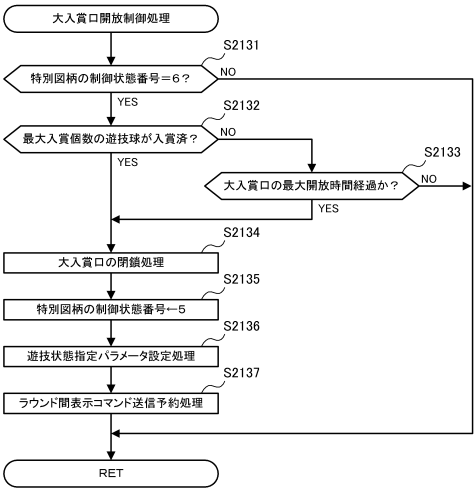 大入賞口開放制御処理
S2131
特別図柄の制御状態番号＝６？
NO
YES
S2132
最大入賞個数の遊技球が入賞済？
NO
YES
S2133
大入賞口の最大開放時間経過か？
NO
YES
S2134
大入賞口の閉鎖処理
S2135
特別図柄の制御状態番号←５
S2136
遊技状態指定パラメータ設定処理
S2137
ラウンド間表示コマンド送信予約処理
RET